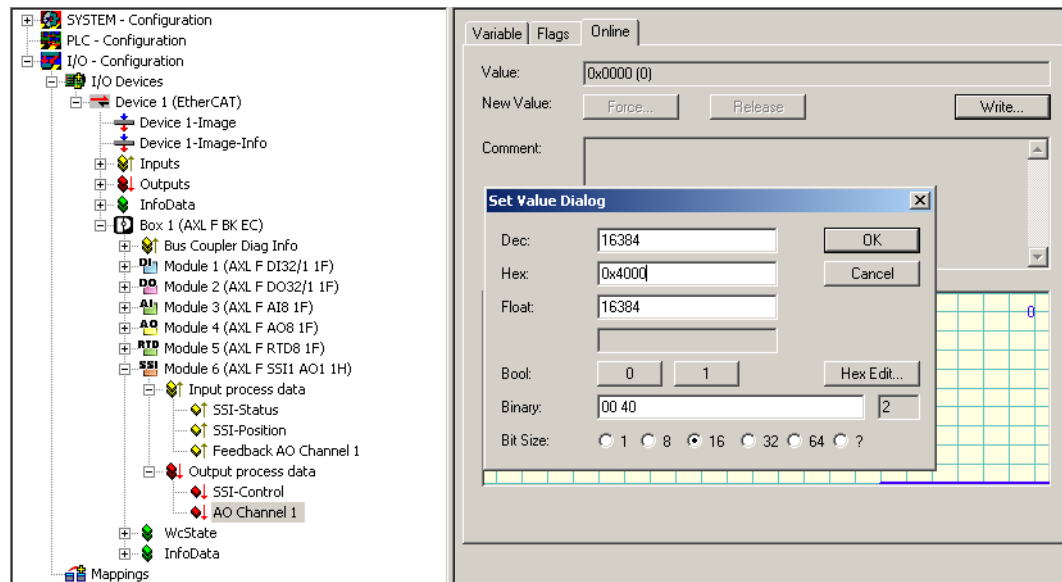 SYSTEM - Configuration
PLC - Configuration
I/O - Configuration
I/O Devices
Device 1 (EtherCAT)
Device 1-Image
Device 1-Image-Info
Inputs
Outputs
InfoData
Box 1 (AXL F BK EC)
Bus Coupler Diag Info
DI Module 1 (AXL F DI32/1 1F)
DO Module 2 (AXL F DO32/1 1F)
AI Module 3 (AXL F AI8 1F)
AO Module 4 (AXL F AO8 1F)
RTD Module 5 (AXL F RTD8 1F)
SSI Module 6 (AXL F SSI1 AO1 1H)
Input process data
SSI-Status
SSI-Position
Feedback AO Channel 1
Output process data
SSI-Control
AO Channel 1
WcState
InfoData
Mappings
Variable Flags Online
Value: 0x0000 (0)
New Value: Force... Release Write...
Comment:
Set Value Dialog
Dec: 16384 OK
Hex: 0x4000 Cancel
Float: 16384
Bool: 0 1 Hex Edit...
Binary: 00 40 2
Bit Size: 1 8 16 32 64 ?
0